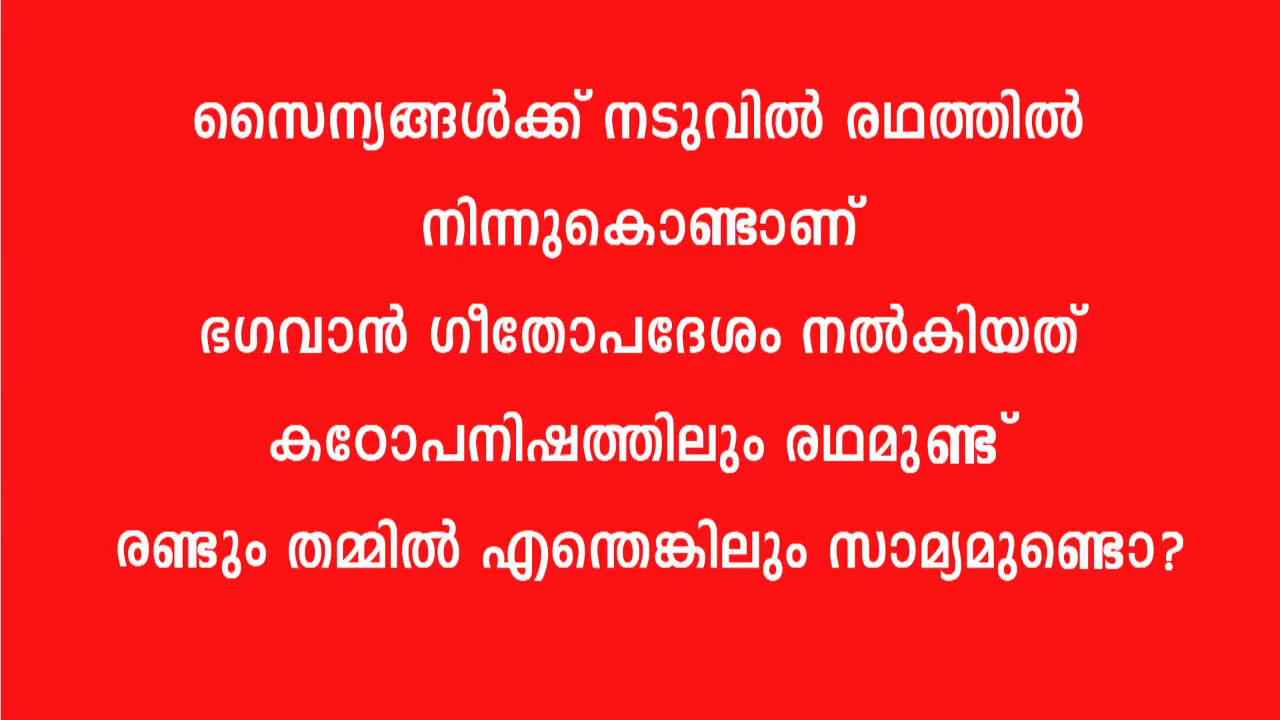 സൈന്യങ്ങൾക്ക് നടുവിൽ രഥത്തിൽ
നിന്നുകൊണ്ടാണ്
ഭഗവാൻ ഗീതോപദേശം നൽകിയത്
കഠോപനിഷത്തിലും രഥമുണ്ട്
രണ്ടും തമ്മിൽ എന്തെങ്കിലും സാമ്യമുണ്ടൊ?